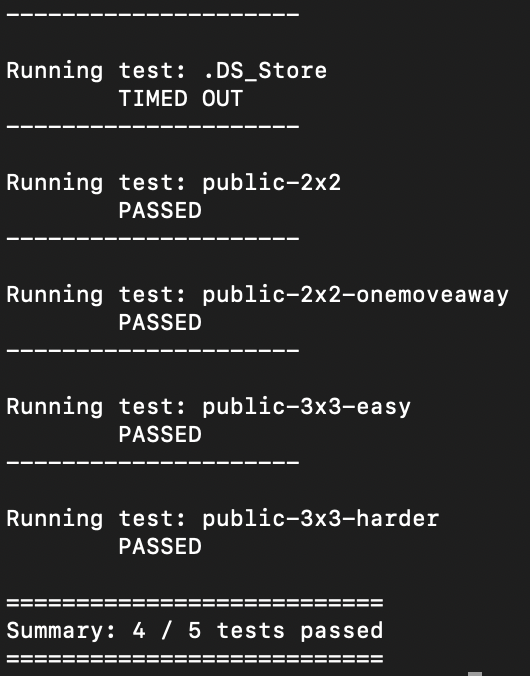 ---------------------
Running test: .DS_Store
TIMED OUT
---------------------
Running test: public-2x2
PASSED
---------------------
Running test: public-2x2-onemoveaway
PASSED
---------------------
Running test: public-3x3-easy
PASSED
---------------------
Running test: public-3x3-harder
PASSED
===========================
Summary: 4 / 5 tests passed
===========================